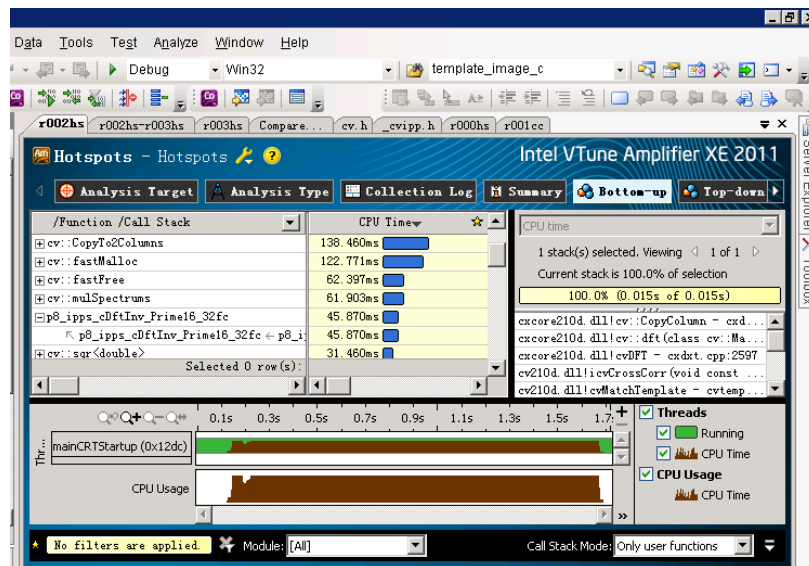 Data Tools Test Analyze Window Help
Debug Win32 template_image_c
r002hs r002hs-r003hs r003hs Compare... cv.h _cvipp.h r000hs r001cc
Hotspots - Hotspots Intel VTune Amplifier XE 2011
Analysis Target Analysis Type Collection Log Summary Bottom-up Top-down
/Function /Call Stack CPU Time
CPU time
cv::CopyTo2Columns 138.460ms
1 stack(s) selected. Viewing 1 of 1
cv::fastMalloc 122.771ms
Current stack is 100.0% of selection
cv::fastFree 62.397ms
100.0% (0.015s of 0.015s)
cv::mulSpectrums 61.903ms
p8_ipps_cDftInv_Prime16_32fc 45.870ms
cxcore210d.dll!cv::CopyColumn - cxd...
p8_ipps_cDftInv_Prime16_32fc ← p8_i 45.870ms
cxcore210d.dll!cv::dft(class cv::Ma...
cv::sqr<double> 31.460ms
cxcore210d.dll!cvDFT - cxdxt.cpp:2597
Selected 0 row(s):
cv210d.dll!icvCrossCorr(void const ...
cv210d.dll!cvMatchTemplate - cvtemp...
0.1s 0.3s 0.5s 0.7s 0.9s 1.1s 1.3s 1.5s 1.7
Threads
Running
CPU Time
Thr...
mainCRTStartup (0x12dc)
CPU Usage
CPU Usage
CPU Time
No filters are applied. Module: [All] Call Stack Mode: Only user functions
Server Explorer
Toolbox